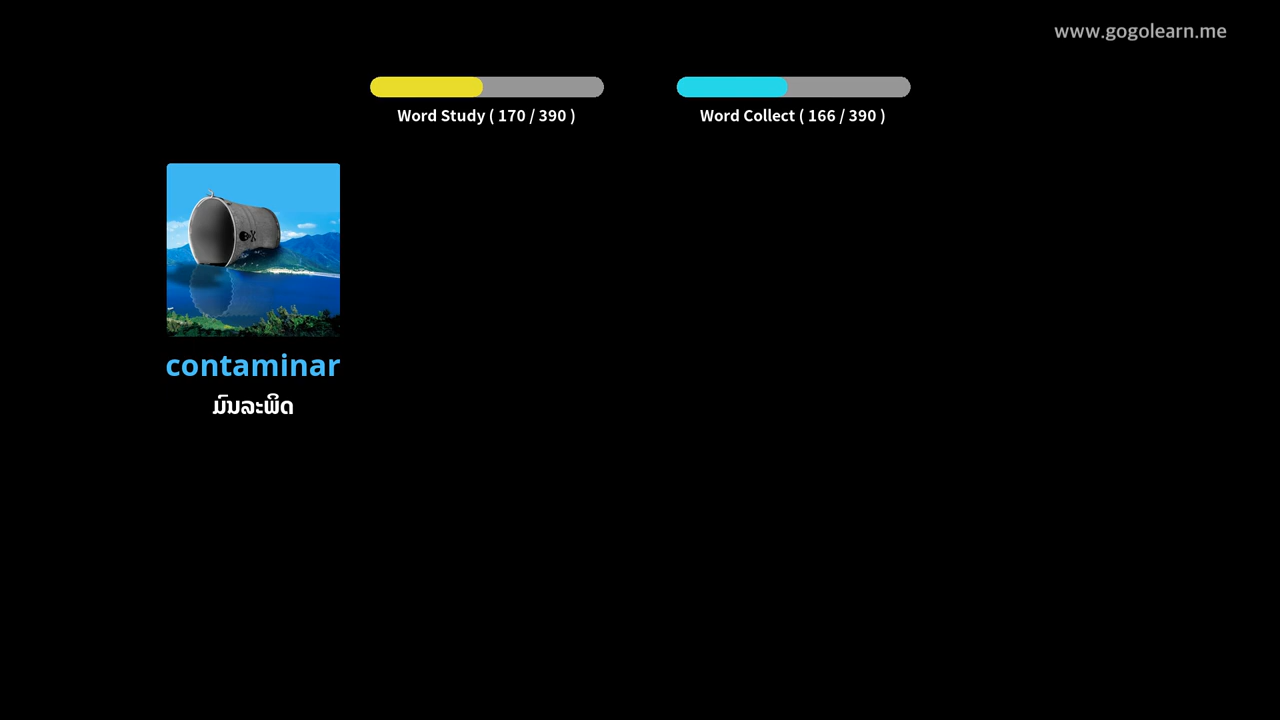 www.gogolearn.me
Word Study ( 170 / 390 )
Word Collect ( 166 / 390 )
contaminar
ມົນລະພິດ